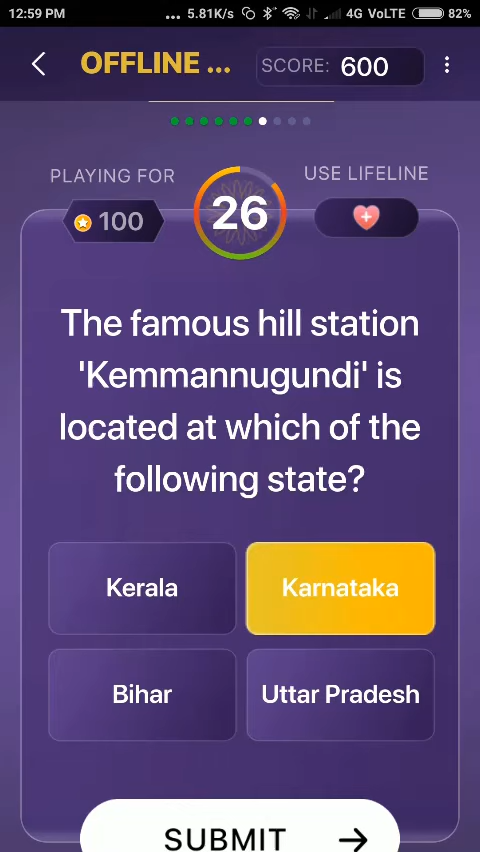 12:59 PM ... 5.81K/s 4G VoLTE 82%
OFFLINE ... SCORE: 600
PLAYING FOR USE LIFELINE
100 26
The famous hill station
'Kemmannugundi' is
located at which of the
following state?
Kerala Karnataka
Bihar Uttar Pradesh
SUBMIT